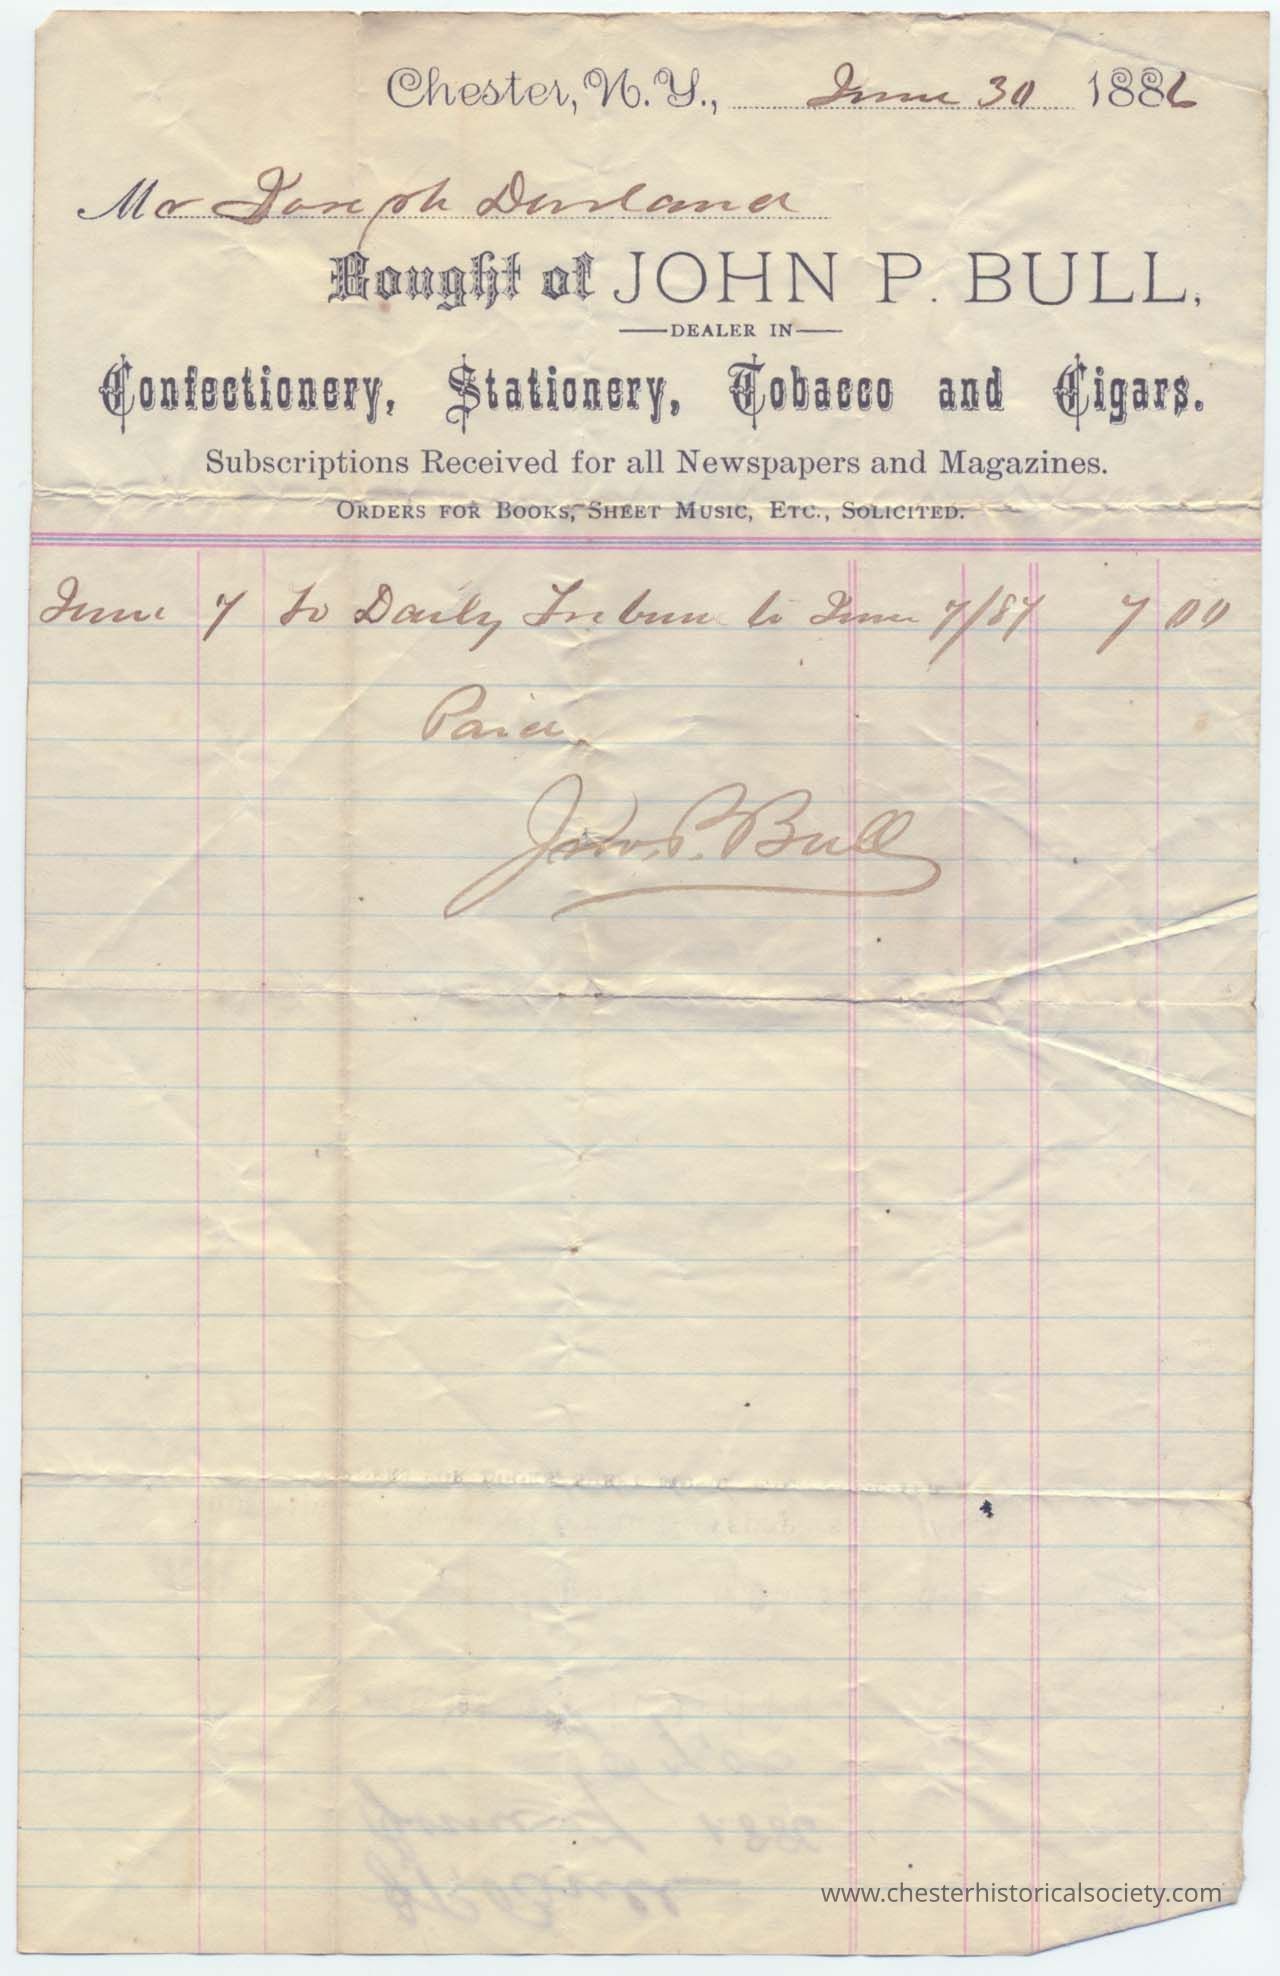 Chester, N. Y., June 30 1886
Mr Joseph Durland
Bought of JOHN P. BULL,
DEALER IN
Confectionery, Stationery, Tobacco and Cigars.
Subscriptions Received for all Newspapers and Magazines.
ORDERS FOR BOOKS, SHEET MUSIC, ETC., SOLICITED.
June 7 To Daily Tribune to June 7/87 7 00
Paid
Jno. P. Bull
www.chesterhistoricalsociety.com